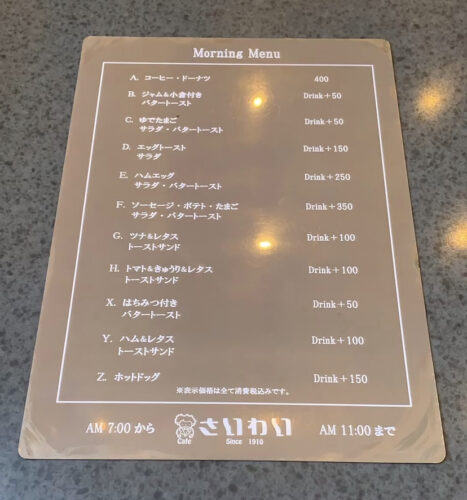 Morning Menu
A. コーヒー・ドーナツ 400
B. ジャム&小倉付き Drink+50
バタートースト
C. ゆでたまご Drink+50
サラダ・バタートースト
D. エッグトースト Drink+150
サラダ
E. ハムエッグ Drink+250
サラダ・バタートースト
F. ソーセージ・ポテト・たまご Drink+350
サラダ・バタートースト
G. ツナ&レタス Drink+100
トーストサンド
H. トマト&きゅうり&レタス Drink+100
トーストサンド
X. はちみつ付き Drink+50
バタートースト
Y. ハム&レタス Drink+100
トーストサンド
Z. ホットドッグ Drink+150
※表示価格は全て消費税込みです。
AM 7:00 から Cafe さいわい Since 1910 AM 11:00 まで